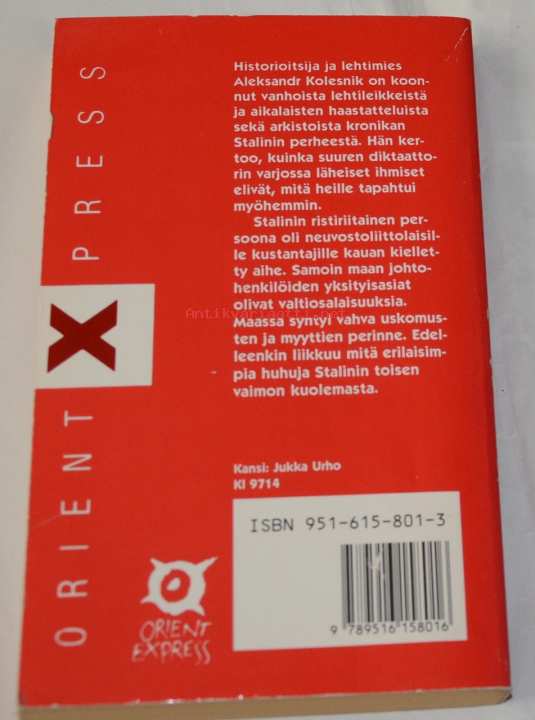 Historioitsija ja lehtimies
Aleksandr Kolesnik on koon-
nut vanhoista lehtileikkeistä
ja aikalaisten haastatteluista
sekä arkistoista kronikan
Stalinin perheestä. Hän ker-
too, kuinka suuren diktaatto-
rin varjossa läheiset ihmiset
elivät, mitä heille tapahtui
myöhemmin.
Stalinin ristiriitainen per-
soona oli neuvostoliittolaisil-
le kustantajille kauan kiellet-
ty aihe. Samoin maan johto-
henkilöiden yksityisasiat
olivat valtiosalaisuuksia.
Maassa syntyi vahva uskomus-
ten ja myyttien perinne. Edel-
leenkin liikkuu mitä erilaisim-
pia huhuja Stalinin toisen
vaimon kuolemasta.
Kansi: Jukka Urho
Kl 9714
ISBN 951-615-801-3
9 789516 158016
ORIENT X PRESS
ORIENT
EXPRESS
Antikvariaatti.net